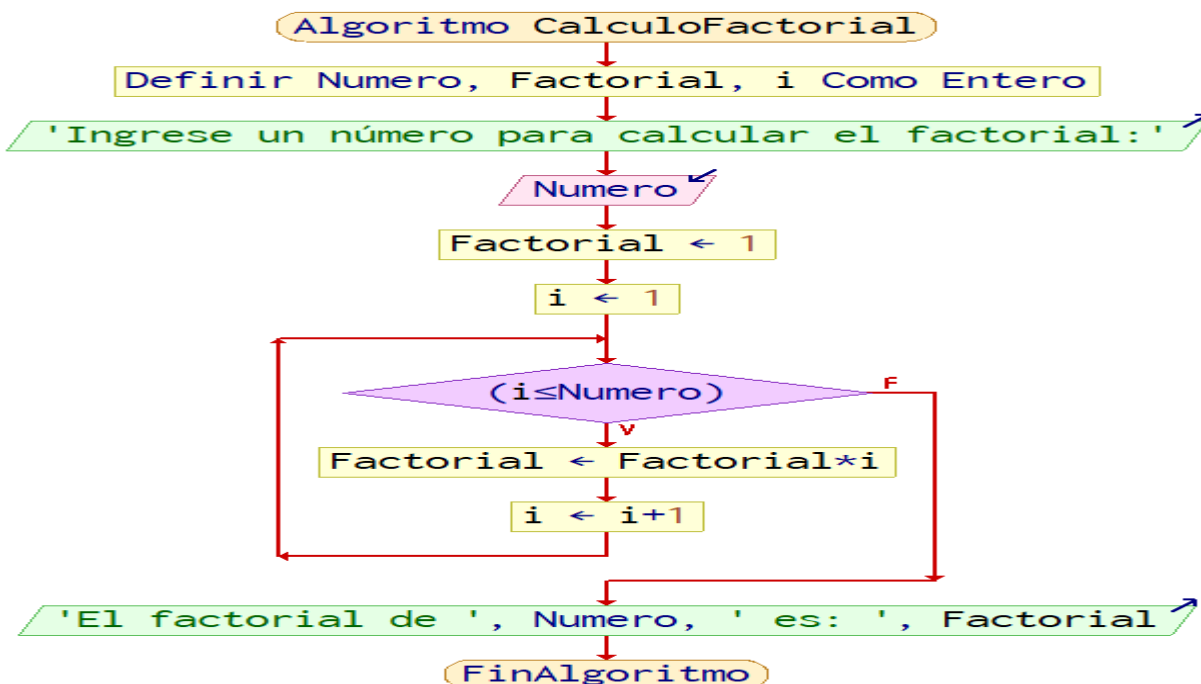 Algoritmo CalculoFactorial
Definir Numero, Factorial, i Como Entero
'Ingrese un número para calcular el factorial:'
Numero
Factorial ← 1
i ← 1
(i≤Numero)
F
V
Factorial ← Factorial*i
i ← i+1
'El factorial de ', Numero, ' es: ', Factorial
FinAlgoritmo